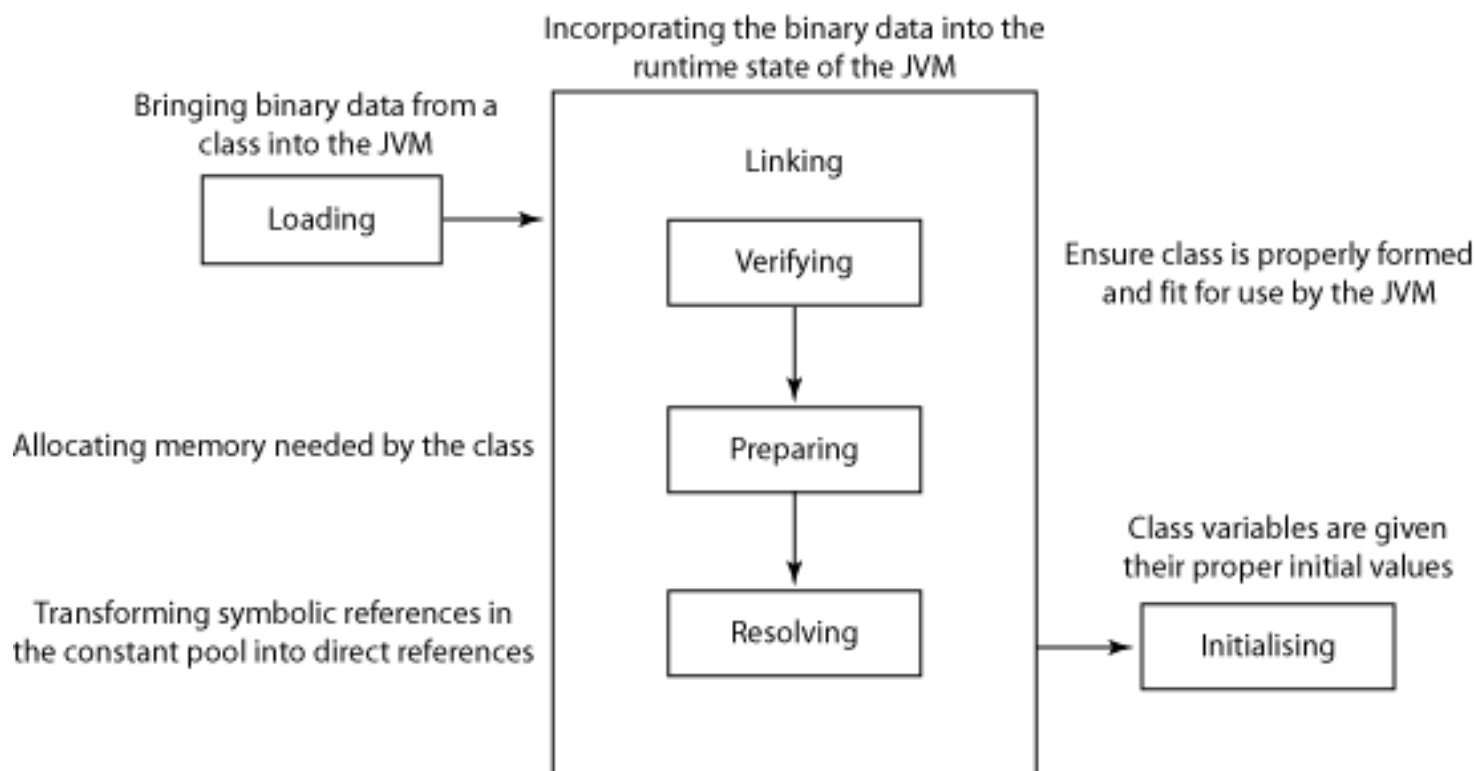 Incorporating the binary data into the
runtime state of the JVM
Bringing binary data from a
class into the JVM
Loading
Linking
Verifying
Ensure class is properly formed
and fit for use by the JVM
Allocating memory needed by the class
Preparing
Transforming symbolic references in
the constant pool into direct references
Resolving
Class variables are given
their proper initial values
Initialising